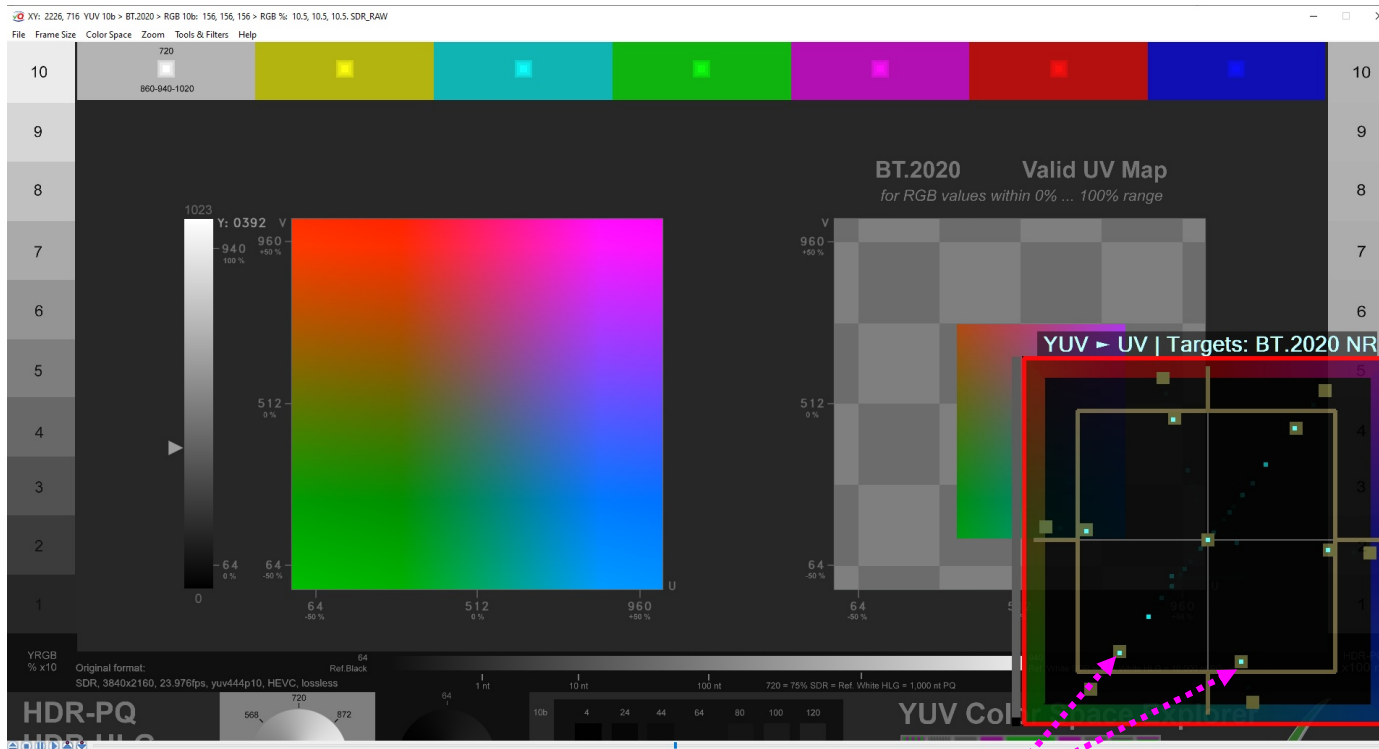 XY: 2226, 716 YUV 10b > BT.2020 > RGB 10b: 156, 156, 156 > RGB %: 10.5, 10.5, 10.5. SDR_RAW
File Frame Size Color Space Zoom Tools & Filters Help
720
860-940-1020
10
10
9
9
8
8
7
7
6
6
5
5
4
4
3
3
2
1
1
BT.2020 Valid UV Map
for RGB values within 0% ... 100% range
1023
Y: 0392
940
100 %
64
0 %
0
V
960
+50 %
512
0 %
64
-50 %
U
64
-50 %
512
0 %
960
+50 %
V
960
+50 %
512
0 %
64
-50 %
U
64
-50 %
960
YUV ► UV | Targets: BT.2020 NR
YRGB
% x10
Original format:
SDR, 3840x2160, 23.976fps, yuv444p10, HEVC, lossless
64
Ref.Black
1 nt
10 nt
100 nt
720 = 75% SDR = Ref. White HLG = 1,000 nt PQ
HDR-PQ
HDR-HLG
720
568
872
64
10b
4
24
44
64
80
100
120
YUV Color Space Explorer